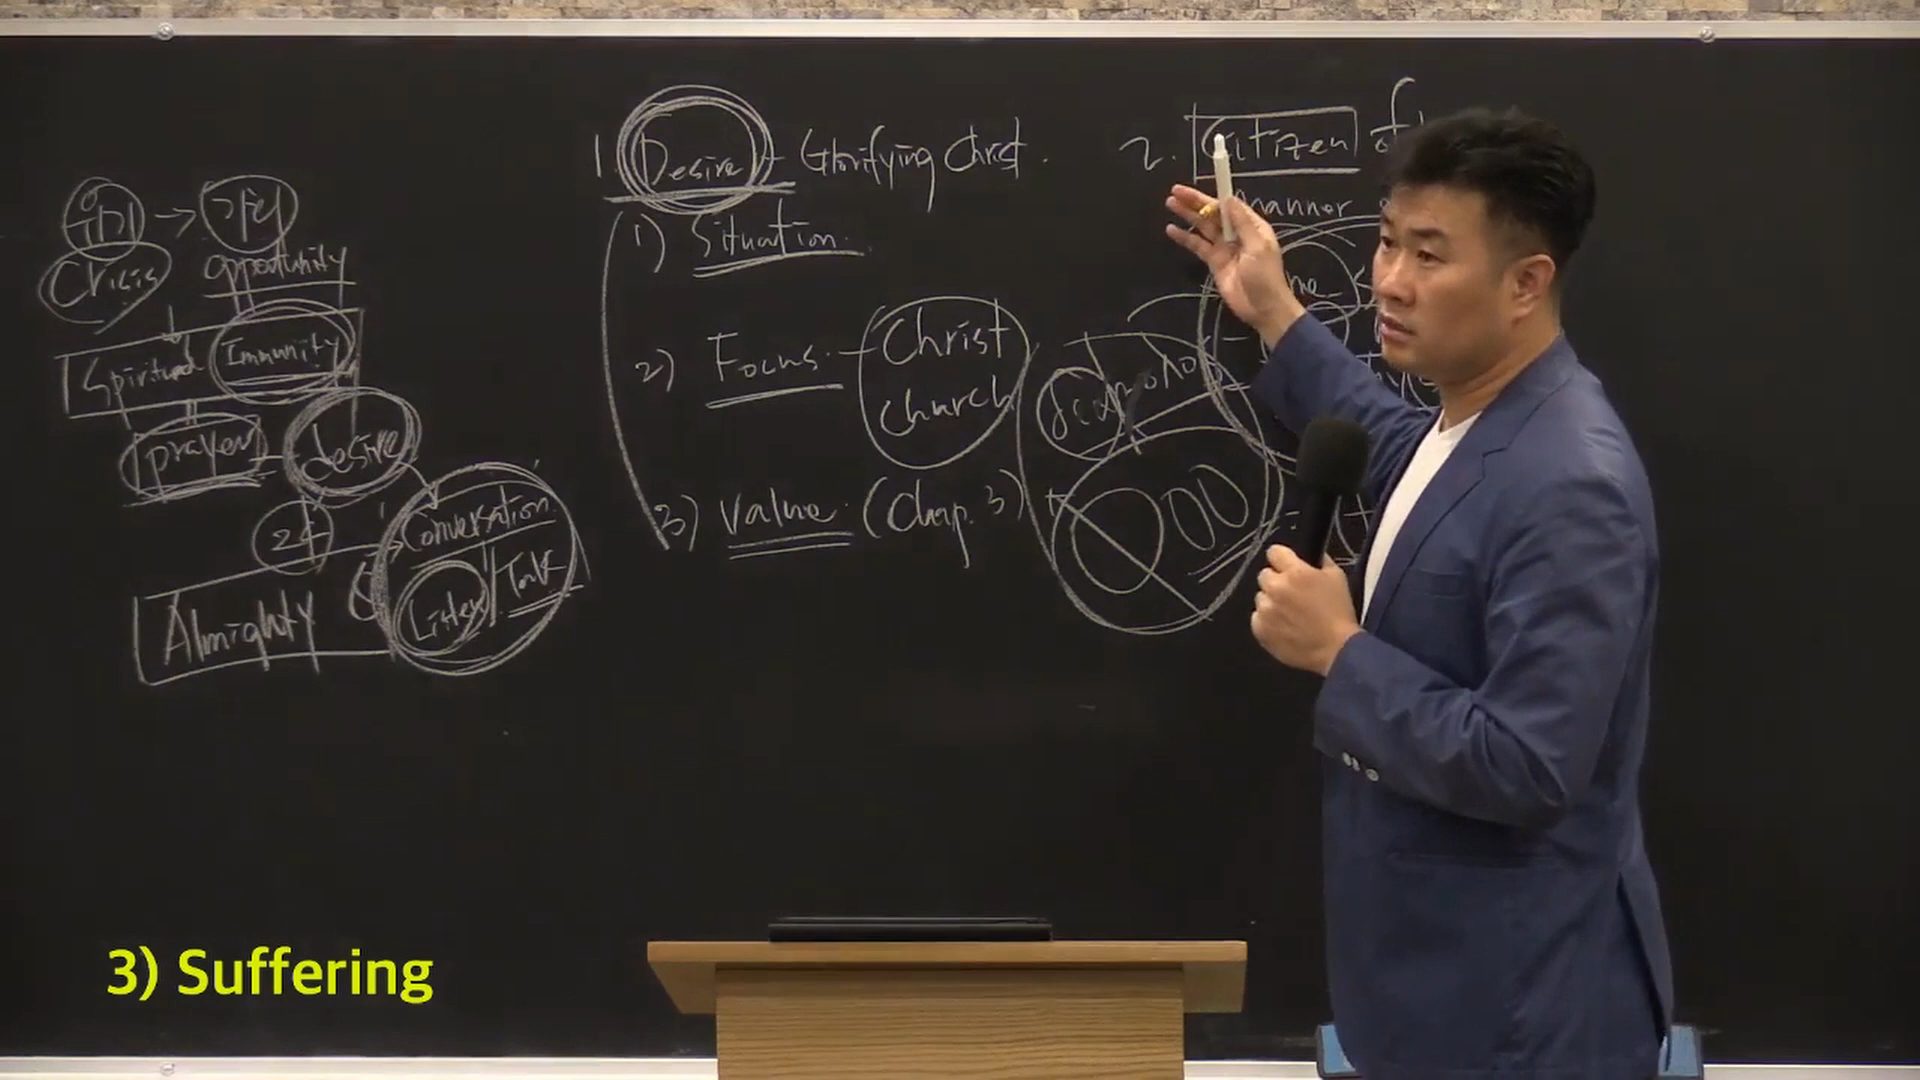 위기 → 기회
Crisis opportunity
Spiritual Immunity
prayer desire
24
Conversation
Listen / Talk
Almighty
1. Desire - Glorifying Christ.
1) Situation.
2) Focus. - Christ
church
3) value. (Chap. 3)
2. Citizen of
manner
3) Suffering